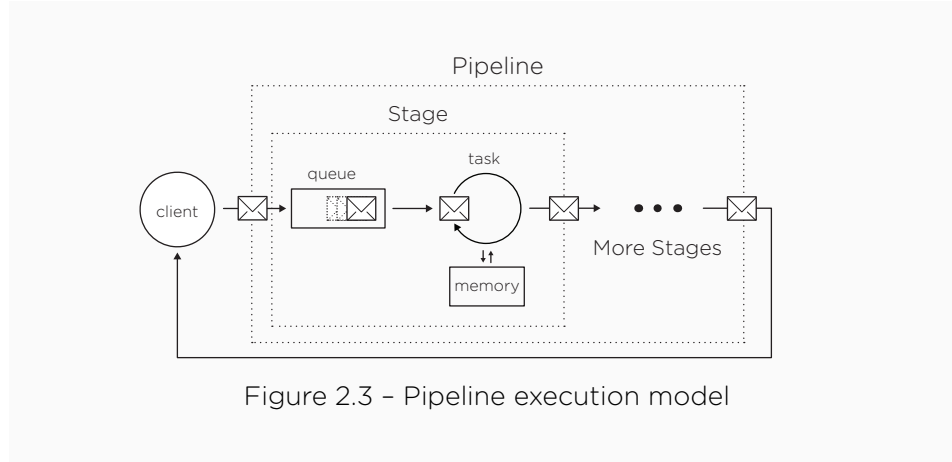 Pipeline
Stage
task
queue
client
More Stages
memory
Figure 2.3 – Pipeline execution model